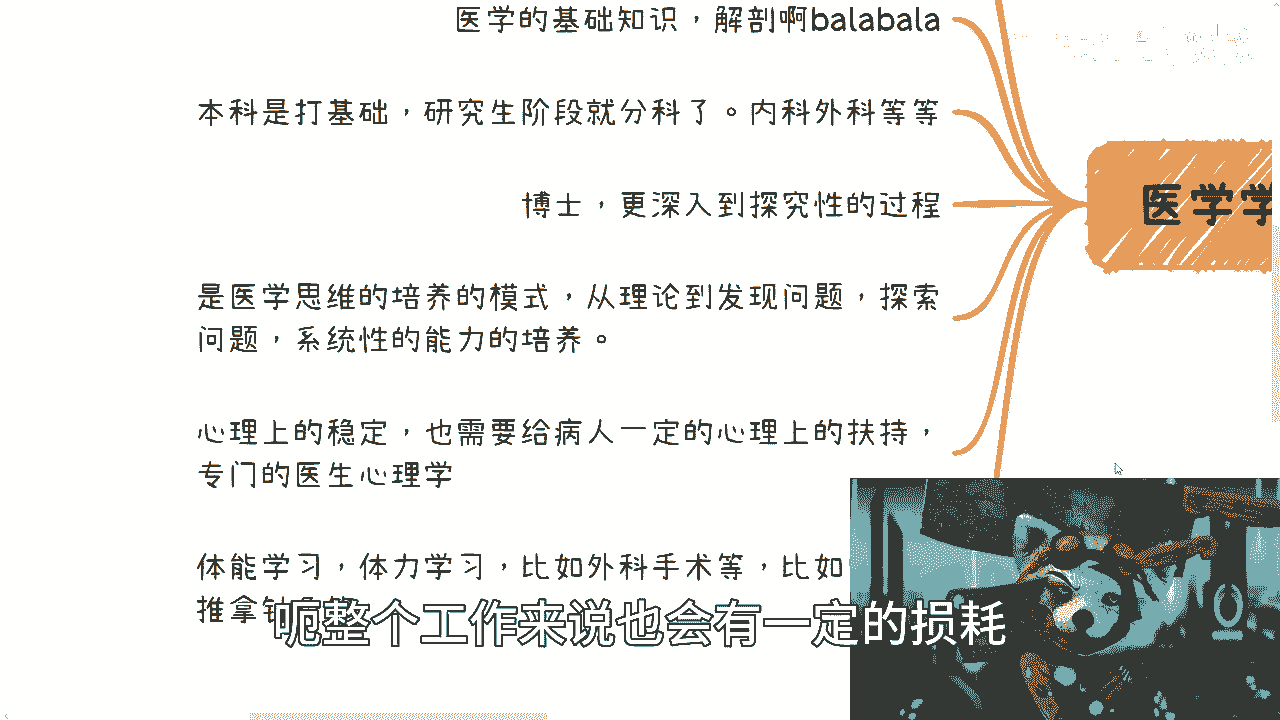 医学的基础知识，解剖啊balabala
本科是打基础，研究生阶段就分科了。内科外科等等
博士，更深入到探究性的过程
医学学
是医学思维的培养的模式，从理论到发现问题，探索
问题，系统性的能力的培养。
心理上的稳定，也需要给病人一定的心理上的扶持，
专门的医生心理学
体能学习，体力学习，比如外科手术等，比如
推拿
呃整个工作来说也会有一定的损耗